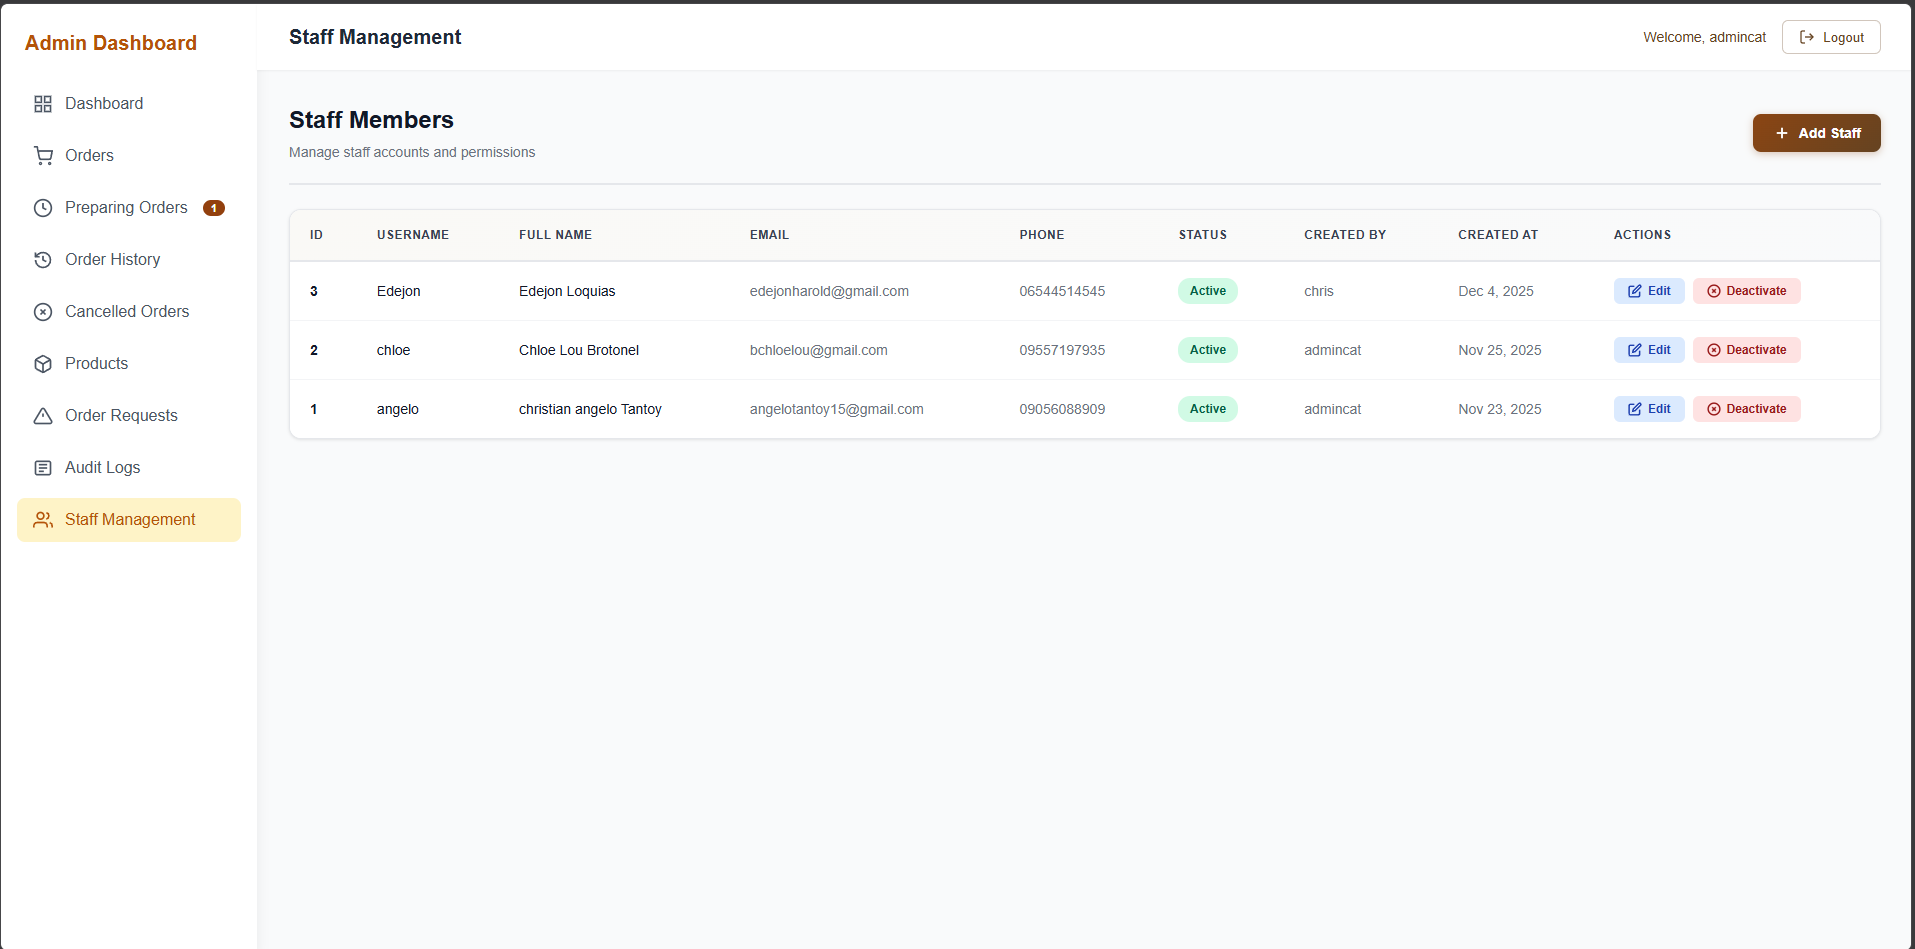 Admin Dashboard
Dashboard
Orders
Preparing Orders 1
Order History
Cancelled Orders
Products
Order Requests
Audit Logs
Staff Management
Staff Management
Welcome, admincat
Logout
Staff Members
Manage staff accounts and permissions
+ Add Staff
ID USERNAME FULL NAME EMAIL PHONE STATUS CREATED BY CREATED AT ACTIONS
3 Edejon Edejon Loquias edejonharold@gmail.com 06544514545 Active chris Dec 4, 2025 Edit Deactivate
2 chloe Chloe Lou Brotonel bchloelou@gmail.com 09557197935 Active admincat Nov 25, 2025 Edit Deactivate
1 angelo christian angelo Tantoy angelotantoy15@gmail.com 09056088909 Active admincat Nov 23, 2025 Edit Deactivate